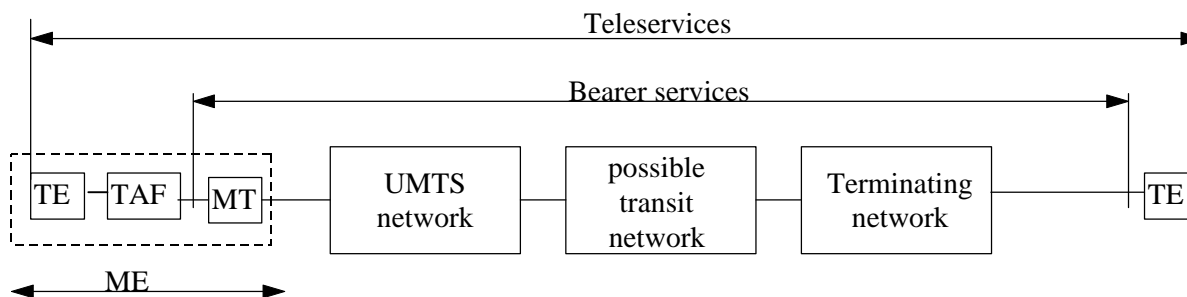 Teleservices
Bearer services
TE
TAF
MT
UMTS
network
possible
transit
network
Terminating
network
TE
ME